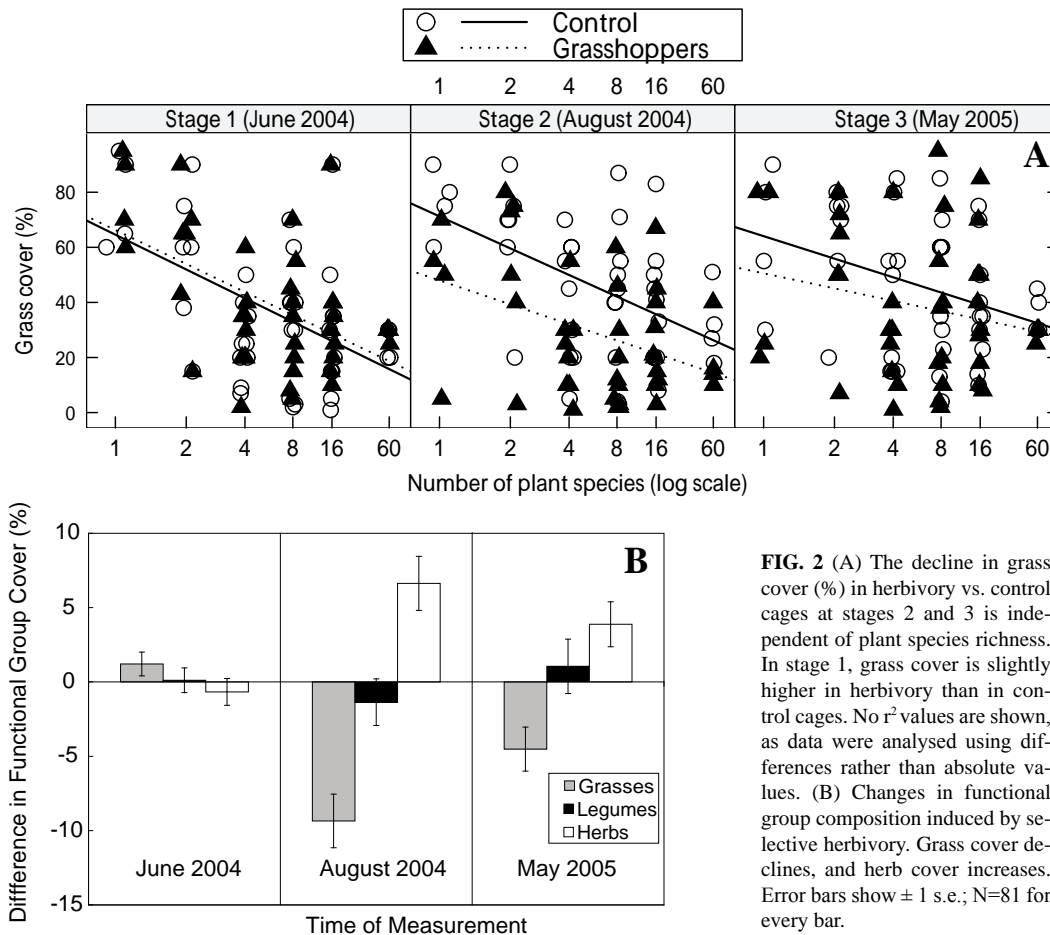 Control
Grasshoppers
1 2 4 8 16 60
Stage 1 (June 2004) Stage 2 (August 2004) Stage 3 (May 2005)
A
Grass cover (%)
80
60
40
20
0
1 2 4 8 16 60 1 2 4 8 16 60 1 2 4 8 16 60
Number of plant species (log scale)
Difference in Functional Group Cover (%)
10
5
0
-5
-10
-15
B
Grasses
Legumes
Herbs
June 2004 August 2004 May 2005
Time of Measurement
FIG. 2 (A) The decline in grass
cover (%) in herbivory vs. control
cages at stages 2 and 3 is inde-
pendent of plant species richness.
In stage 1, grass cover is slightly
higher in herbivory than in con-
trol cages. No r² values are shown,
as data were analysed using dif-
ferences rather than absolute va-
lues. (B) Changes in functional
group composition induced by se-
lective herbivory. Grass cover de-
clines, and herb cover increases.
Error bars show ± 1 s.e.; N=81 for
every bar.